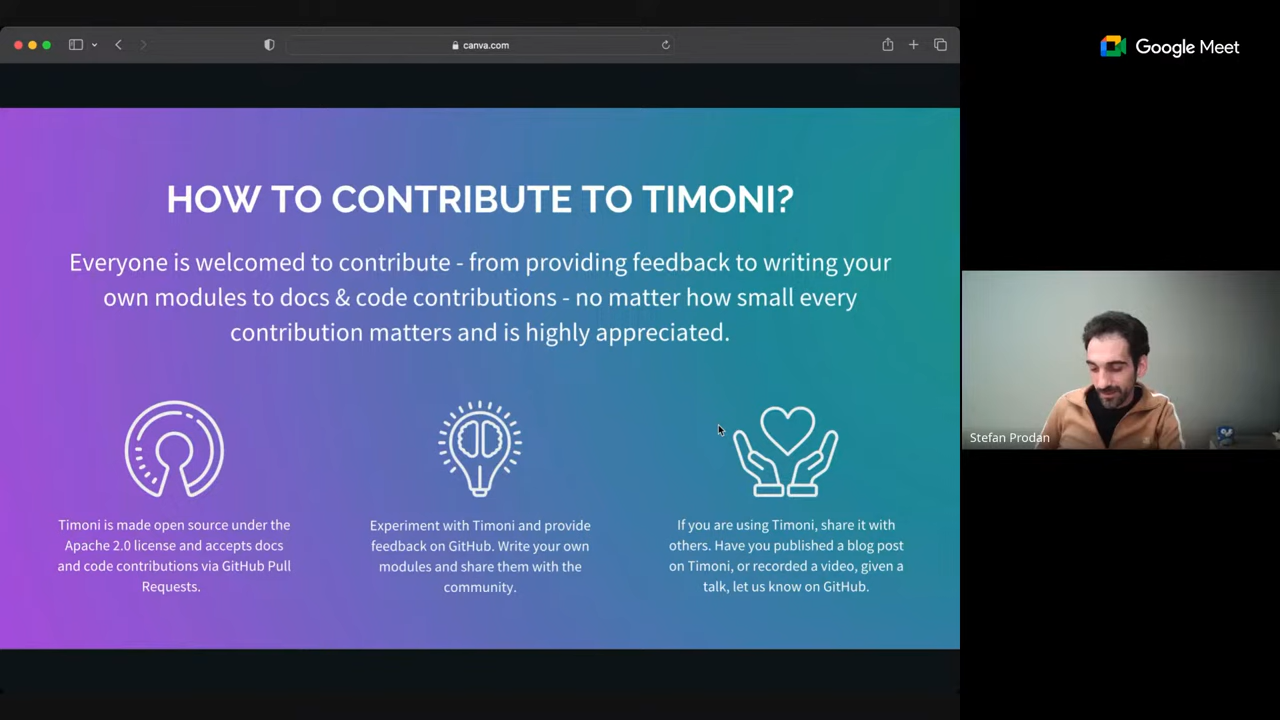 canva.com
Google Meet
HOW TO CONTRIBUTE TO TIMONI?
Everyone is welcomed to contribute - from providing feedback to writing your
own modules to docs & code contributions - no matter how small every
contribution matters and is highly appreciated.
Timoni is made open source under the
Apache 2.0 license and accepts docs
and code contributions via GitHub Pull
Requests.
Experiment with Timoni and provide
feedback on GitHub. Write your own
modules and share them with the
community.
If you are using Timoni, share it with
others. Have you published a blog post
on Timoni, or recorded a video, given a
talk, let us know on GitHub.
Stefan Prodan